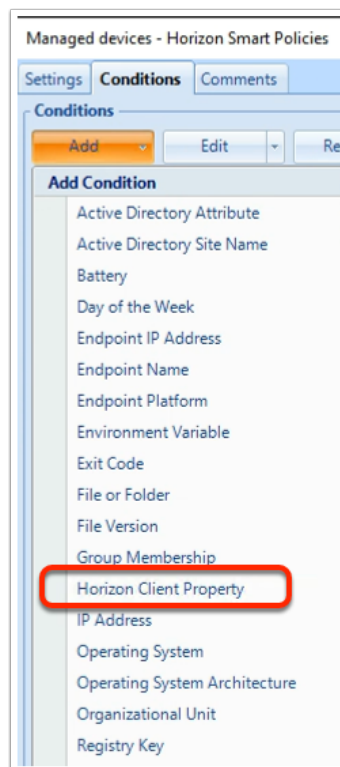 Managed devices - Horizon Smart Policies
Settings Conditions Comments
Conditions
Add Edit
Add Condition
Active Directory Attribute
Active Directory Site Name
Battery
Day of the Week
Endpoint IP Address
Endpoint Name
Endpoint Platform
Environment Variable
Exit Code
File or Folder
File Version
Group Membership
Horizon Client Property
IP Address
Operating System
Operating System Architecture
Organizational Unit
Registry Key